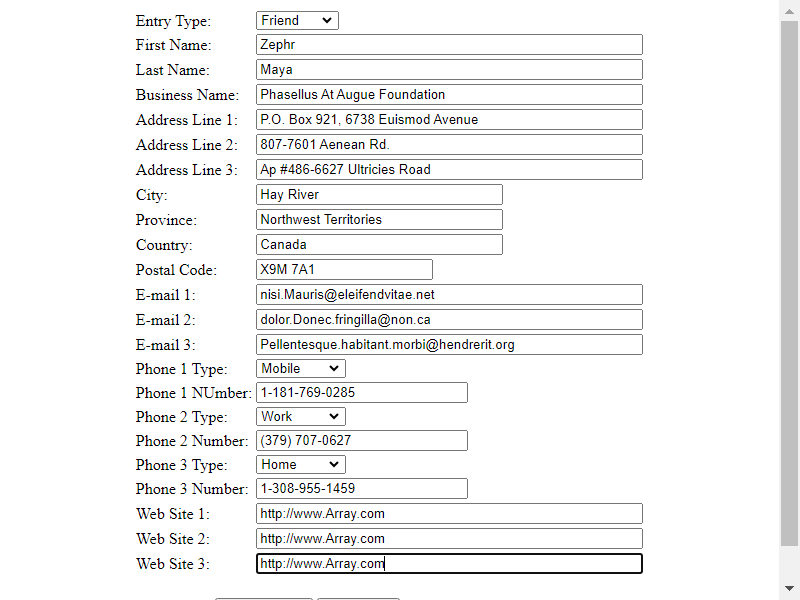 Entry Type: Friend
First Name: Zephr
Last Name: Maya
Business Name: Phasellus At Augue Foundation
Address Line 1: P.O. Box 921, 6738 Euismod Avenue
Address Line 2: 807-7601 Aenean Rd.
Address Line 3: Ap #486-6627 Ultricies Road
City: Hay River
Province: Northwest Territories
Country: Canada
Postal Code: X9M 7A1
E-mail 1: nisi.Mauris@eleifendvitae.net
E-mail 2: dolor.Donec.fringilla@non.ca
E-mail 3: Pellentesque.habitant.morbi@hendrerit.org
Phone 1 Type: Mobile
Phone 1 NUmber: 1-181-769-0285
Phone 2 Type: Work
Phone 2 Number: (379) 707-0627
Phone 3 Type: Home
Phone 3 Number: 1-308-955-1459
Web Site 1: http://www.Array.com
Web Site 2: http://www.Array.com
Web Site 3: http://www.Array.com